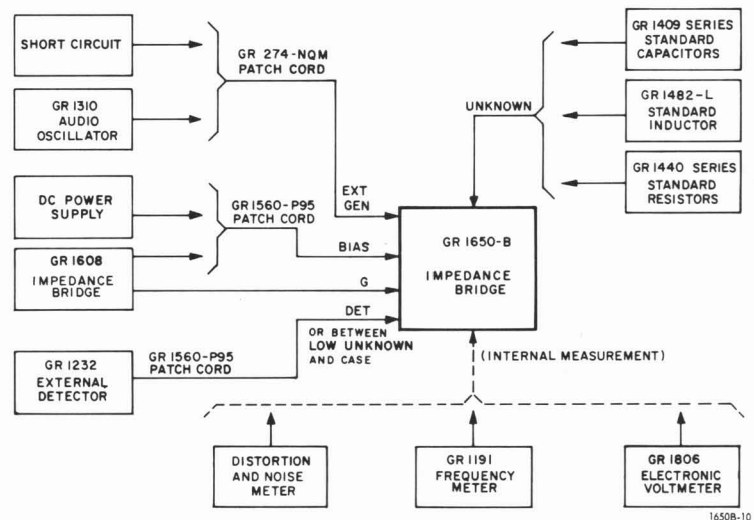 SHORT CIRCUIT
GR 1310
AUDIO
OSCILLATOR
GR 274-NQM
PATCH CORD
DC POWER
SUPPLY
GR 1608
IMPEDANCE
BRIDGE
GR 1560-P95
PATCH CORD
GR 1232
EXTERNAL
DETECTOR
GR 1560-P95
PATCH CORD
EXT
GEN
BIAS
G
DET
OR BETWEEN
LOW UNKNOWN
AND CASE
GR 1650-B
IMPEDANCE
BRIDGE
UNKNOWN
GR 1409 SERIES
STANDARD
CAPACITORS
GR 1482-L
STANDARD
INDUCTOR
GR 1440 SERIES
STANDARD
RESISTORS
(INTERNAL MEASUREMENT)
DISTORTION
AND NOISE
METER
GR 1191
FREQUENCY
METER
GR 1806
ELECTRONIC
VOLTMETER
1650B-10